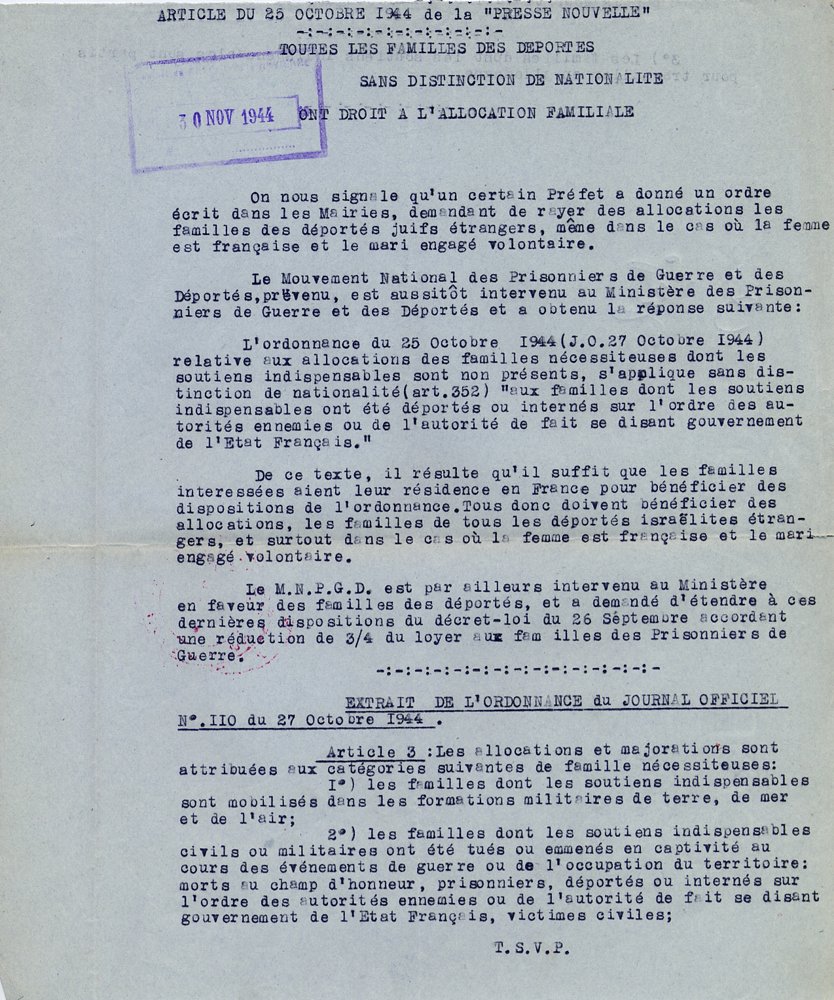 ARTICLE DU 25 OCTOBRE I944 de la "PRESSE NOUVELLE"
-:-:-:-:-:-:-:-:-:-:-
TOUTES LES FAMILLES DES DEPORTES
SANS DISTINCTION DE NATIONALITE
ONT DROIT A L'ALLOCATION FAMILIALE
30 NOV 1944
On nous signale qu'un certain Préfet a donné un ordre
écrit dans les Mairies, demandant de rayer des allocations les
familles des déportés juifs étrangers, même dans le cas où la femme
est française et le mari engagé volontaire.
Le Mouvement National des Prisonniers de Guerre et des
Déportés,prévenu, est aussitôt intervenu au Ministère des Prison-
niers de Guerre et des Déportés et a obtenu la réponse suivante:
L'ordonnance du 25 Octobre I944(J.O.27 Octobre I944)
relative aux allocations des familles nécessiteuses dont les
soutiens indispensables sont non présents, s'applique sans dis-
tinction de nationalité(art.352) "aux familles dont les soutiens
indispensables ont été déportés ou internés sur l'ordre des au-
torités ennemies ou de l'autorité de fait se disant gouvernement
de l'Etat Français."
De ce texte, il résulte qu'il suffit que les familles
interessées aient leur résidence en France pour bénéficier des
dispositions de l'ordonnance.Tous donc doivent bénéficier des
allocations, les familles de tous les déportés israëlites étran-
gers, et surtout dans le cas où la femme est française et le mari
engagé volontaire.
Le M.N.P.G.D. est par ailleurs intervenu au Ministère
en faveur des familles des déportés, et a demandé d'étendre à ces
dernières dispositions du décret-loi du 26 Séptembre accordant
une réduction de 3/4 du loyer aux fam illes des Prisonniers de
Guerre.
-:-:-:-:-:-:-:-:-:-:-:-:-:-:-
EXTRAIT DE L'ORDONNANCE du JOURNAL OFFICIEL
N°.IIO du 27 Octobre I944 .
Article 3 :Les allocations et majorations sont
attribuées aux catégories suivantes de famille nécessiteuses:
I°) les familles dont les soutiens indispensables
sont mobilisés dans les formations militaires de terre, de mer
et de l'air;
2°) les familles dont les soutiens indispensables
civils ou militaires ont été tués ou emmenés en captivité au
cours des événements de guerre ou de l'occupation du territoire:
morts au champ d'honneur, prisonniers, déportés ou internés sur
l'ordre des autorités ennemies ou de l'autorité de fait se disant
gouvernement de l'Etat Français, victimes civiles;
T.S.V.P.